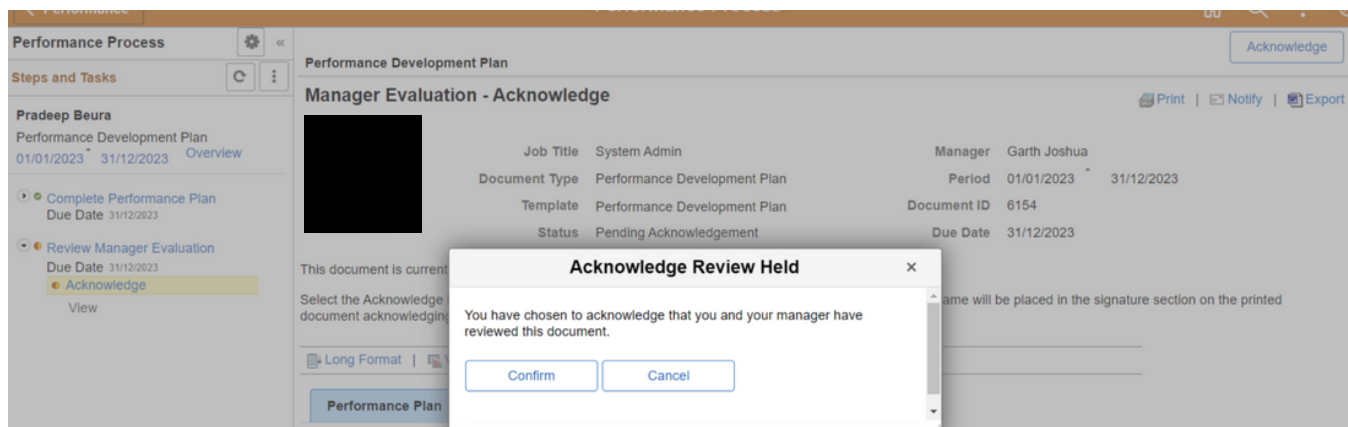 Performance
Performance Process
Performance Process
«
Acknowledge
Steps and Tasks
Performance Development Plan
Pradeep Beura
Performance Development Plan
01/01/2023 - 31/12/2023 Overview
Complete Performance Plan
Due Date 31/12/2023
Review Manager Evaluation
Due Date 31/12/2023
Acknowledge
View
Manager Evaluation - Acknowledge
Print | Notify | Export
Job Title System Admin Manager Garth Joshua
Document Type Performance Development Plan Period 01/01/2023 - 31/12/2023
Template Performance Development Plan Document ID 6154
Status Pending Acknowledgement Due Date 31/12/2023
This document is current
Select the Acknowledge
ame will be placed in the signature section on the printed
document acknowledging
Long Format |
Performance Plan
Acknowledge Review Held ×
You have chosen to acknowledge that you and your manager have
reviewed this document.
Confirm Cancel